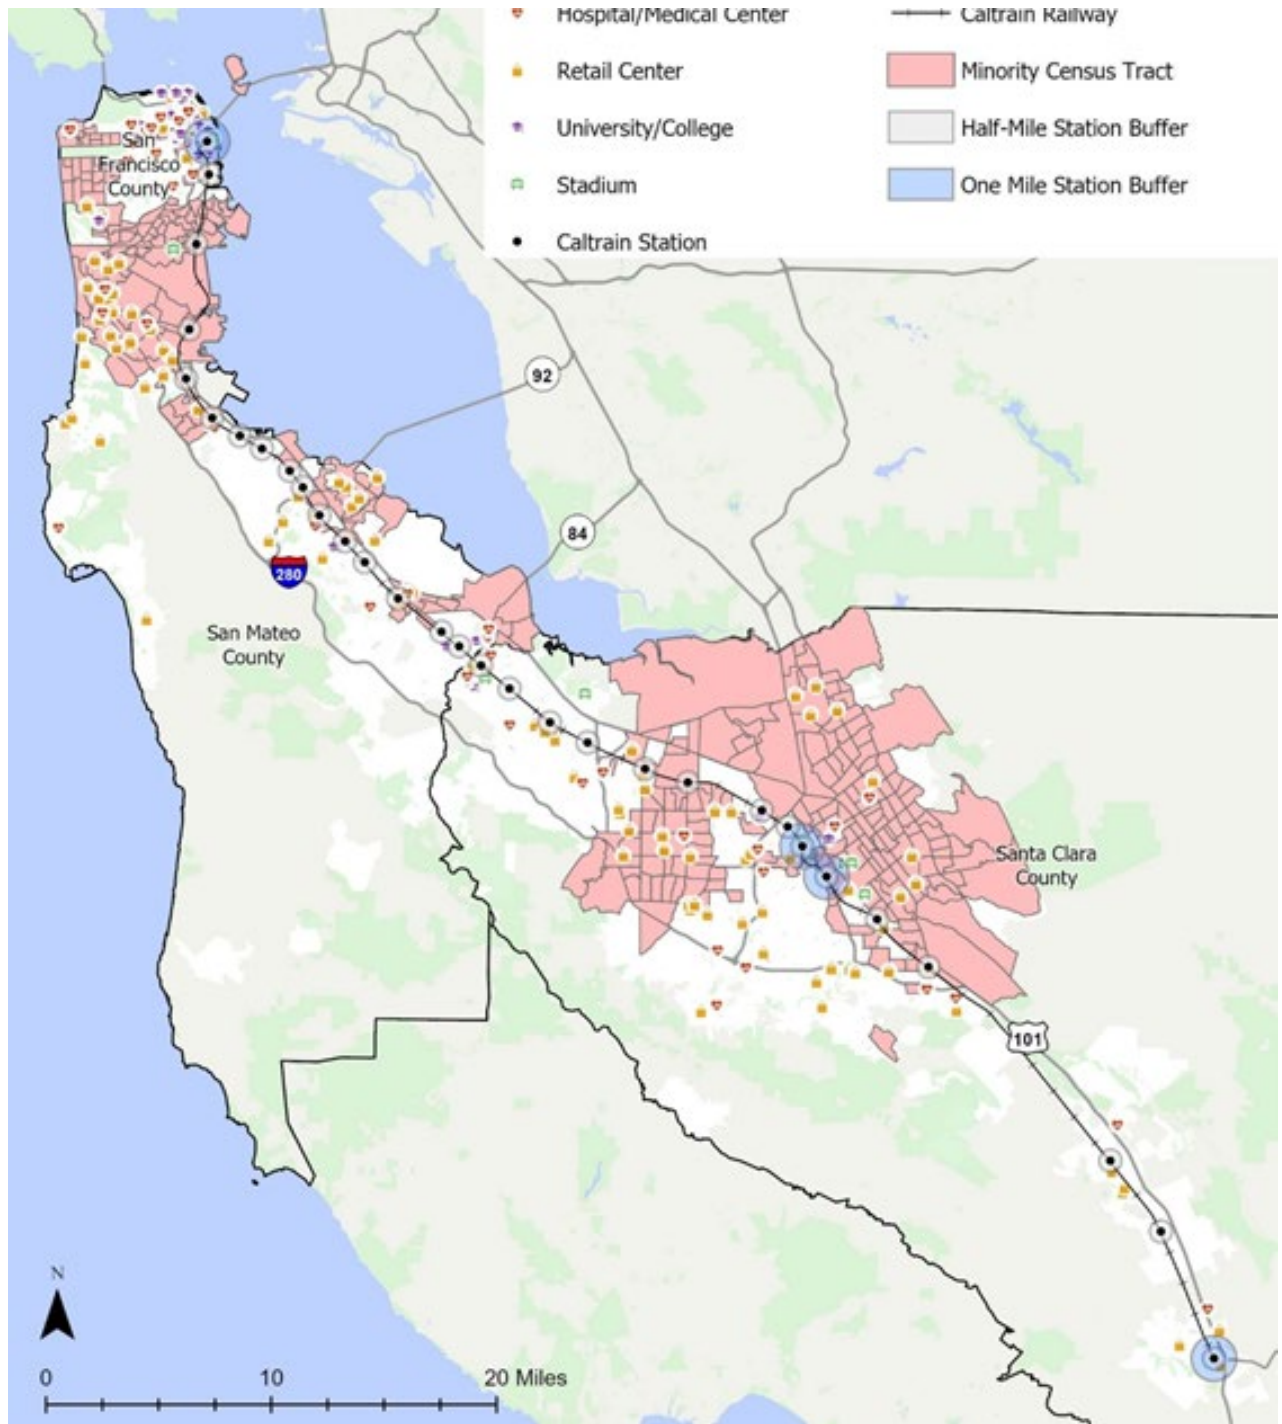 Hospital/Medical Center
Caltrain Railway
Retail Center
Minority Census Tract
University/College
Half-Mile Station Buffer
Stadium
One Mile Station Buffer
Caltrain Station
San
Francisco
County
92
84
280
San Mateo
County
Santa Clara
County
101
N
0 10 20 Miles